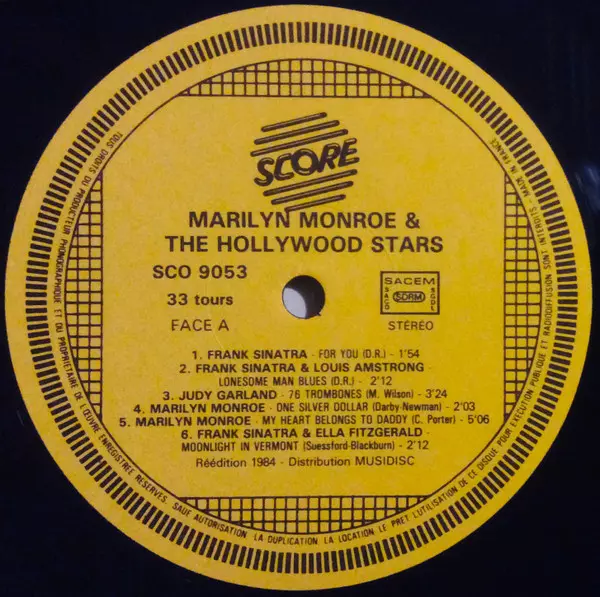 SCORE
MARILYN MONROE &
THE HOLLYWOOD STARS
SCO 9053
33 tours
FACE A
SACEM
SACD
SDRM
SGDL
STÉRÉO
1. FRANK SINATRA - FOR YOU (D.R.) - 1'54
2. FRANK SINATRA & LOUIS AMSTRONG -
LONESOME MAN BLUES (D.R.) - 2'12
3. JUDY GARLAND - 76 TROMBONES (M. Wilson) - 3'24
4. MARILYN MONROE - ONE SILVER DOLLAR (Darby-Newman) - 2'03
5. MARILYN MONROE - MY HEART BELONGS TO DADDY (C. Porter) - 5'06
6. FRANK SINATRA & ELLA FITZGERALD -
MOONLIGHT IN VERMONT (Suessford-Blackburn) - 2'12
Réédition 1984 - Distribution MUSIDISC
TOUS DROITS DU PRODUCTEUR PHONOGRAPHIQUE ET DU PROPRIETAIRE DE L'ŒUVRE ENREGISTREE RESERVES. SAUF AUTORISATION LA DUPLICATION, LA LOCATION LE PRET L'UTILISATION DE CE DISQUE POUR EXECUTION PUBLIQUE ET RADIODIFFUSION SONT INTERDITS - MADE IN FRANCE